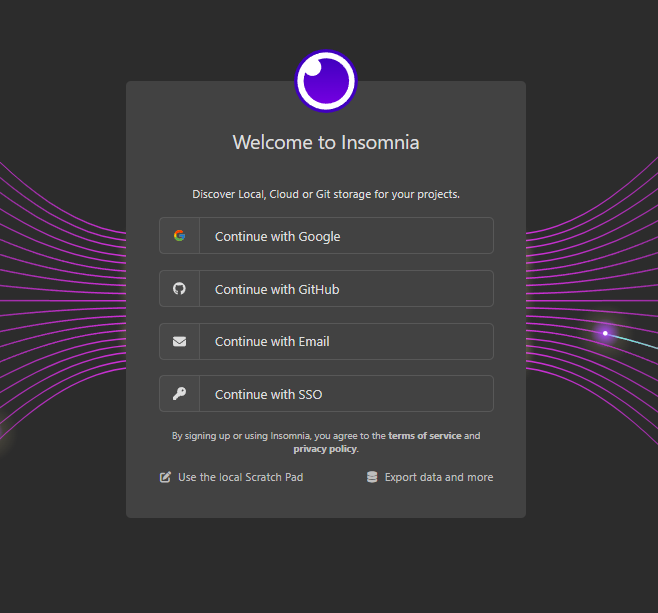 Welcome to Insomnia
Discover Local, Cloud or Git storage for your projects.
Continue with Google
Continue with GitHub
Continue with Email
Continue with SSO
By signing up or using Insomnia, you agree to the terms of service and
privacy policy.
Use the local Scratch Pad
Export data and more